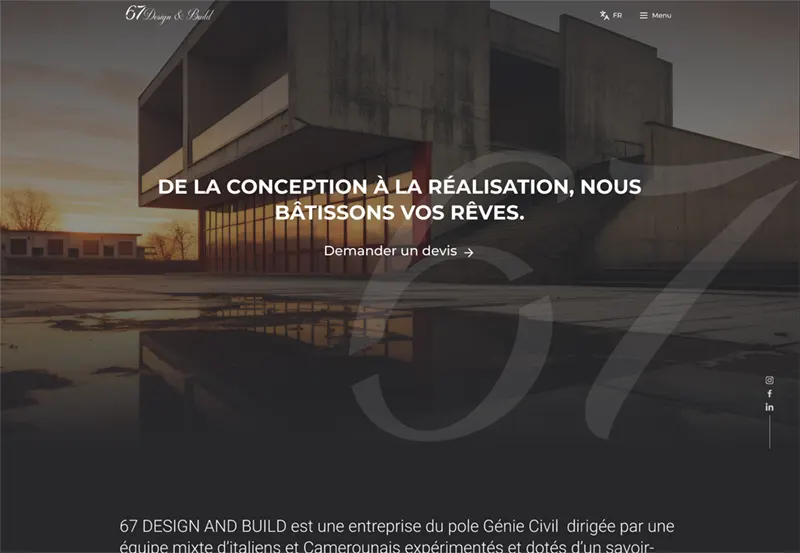 67 Design & Build
FR
Menu
DE LA CONCEPTION À LA RÉALISATION, NOUS
BÂTISSONS VOS RÊVES.
Demander un devis →
67
67 DESIGN AND BUILD est une entreprise du pole Génie Civil dirigée par une
équipe mixte d'italiens et Camerounais expérimentés et dotés d'un savoir-